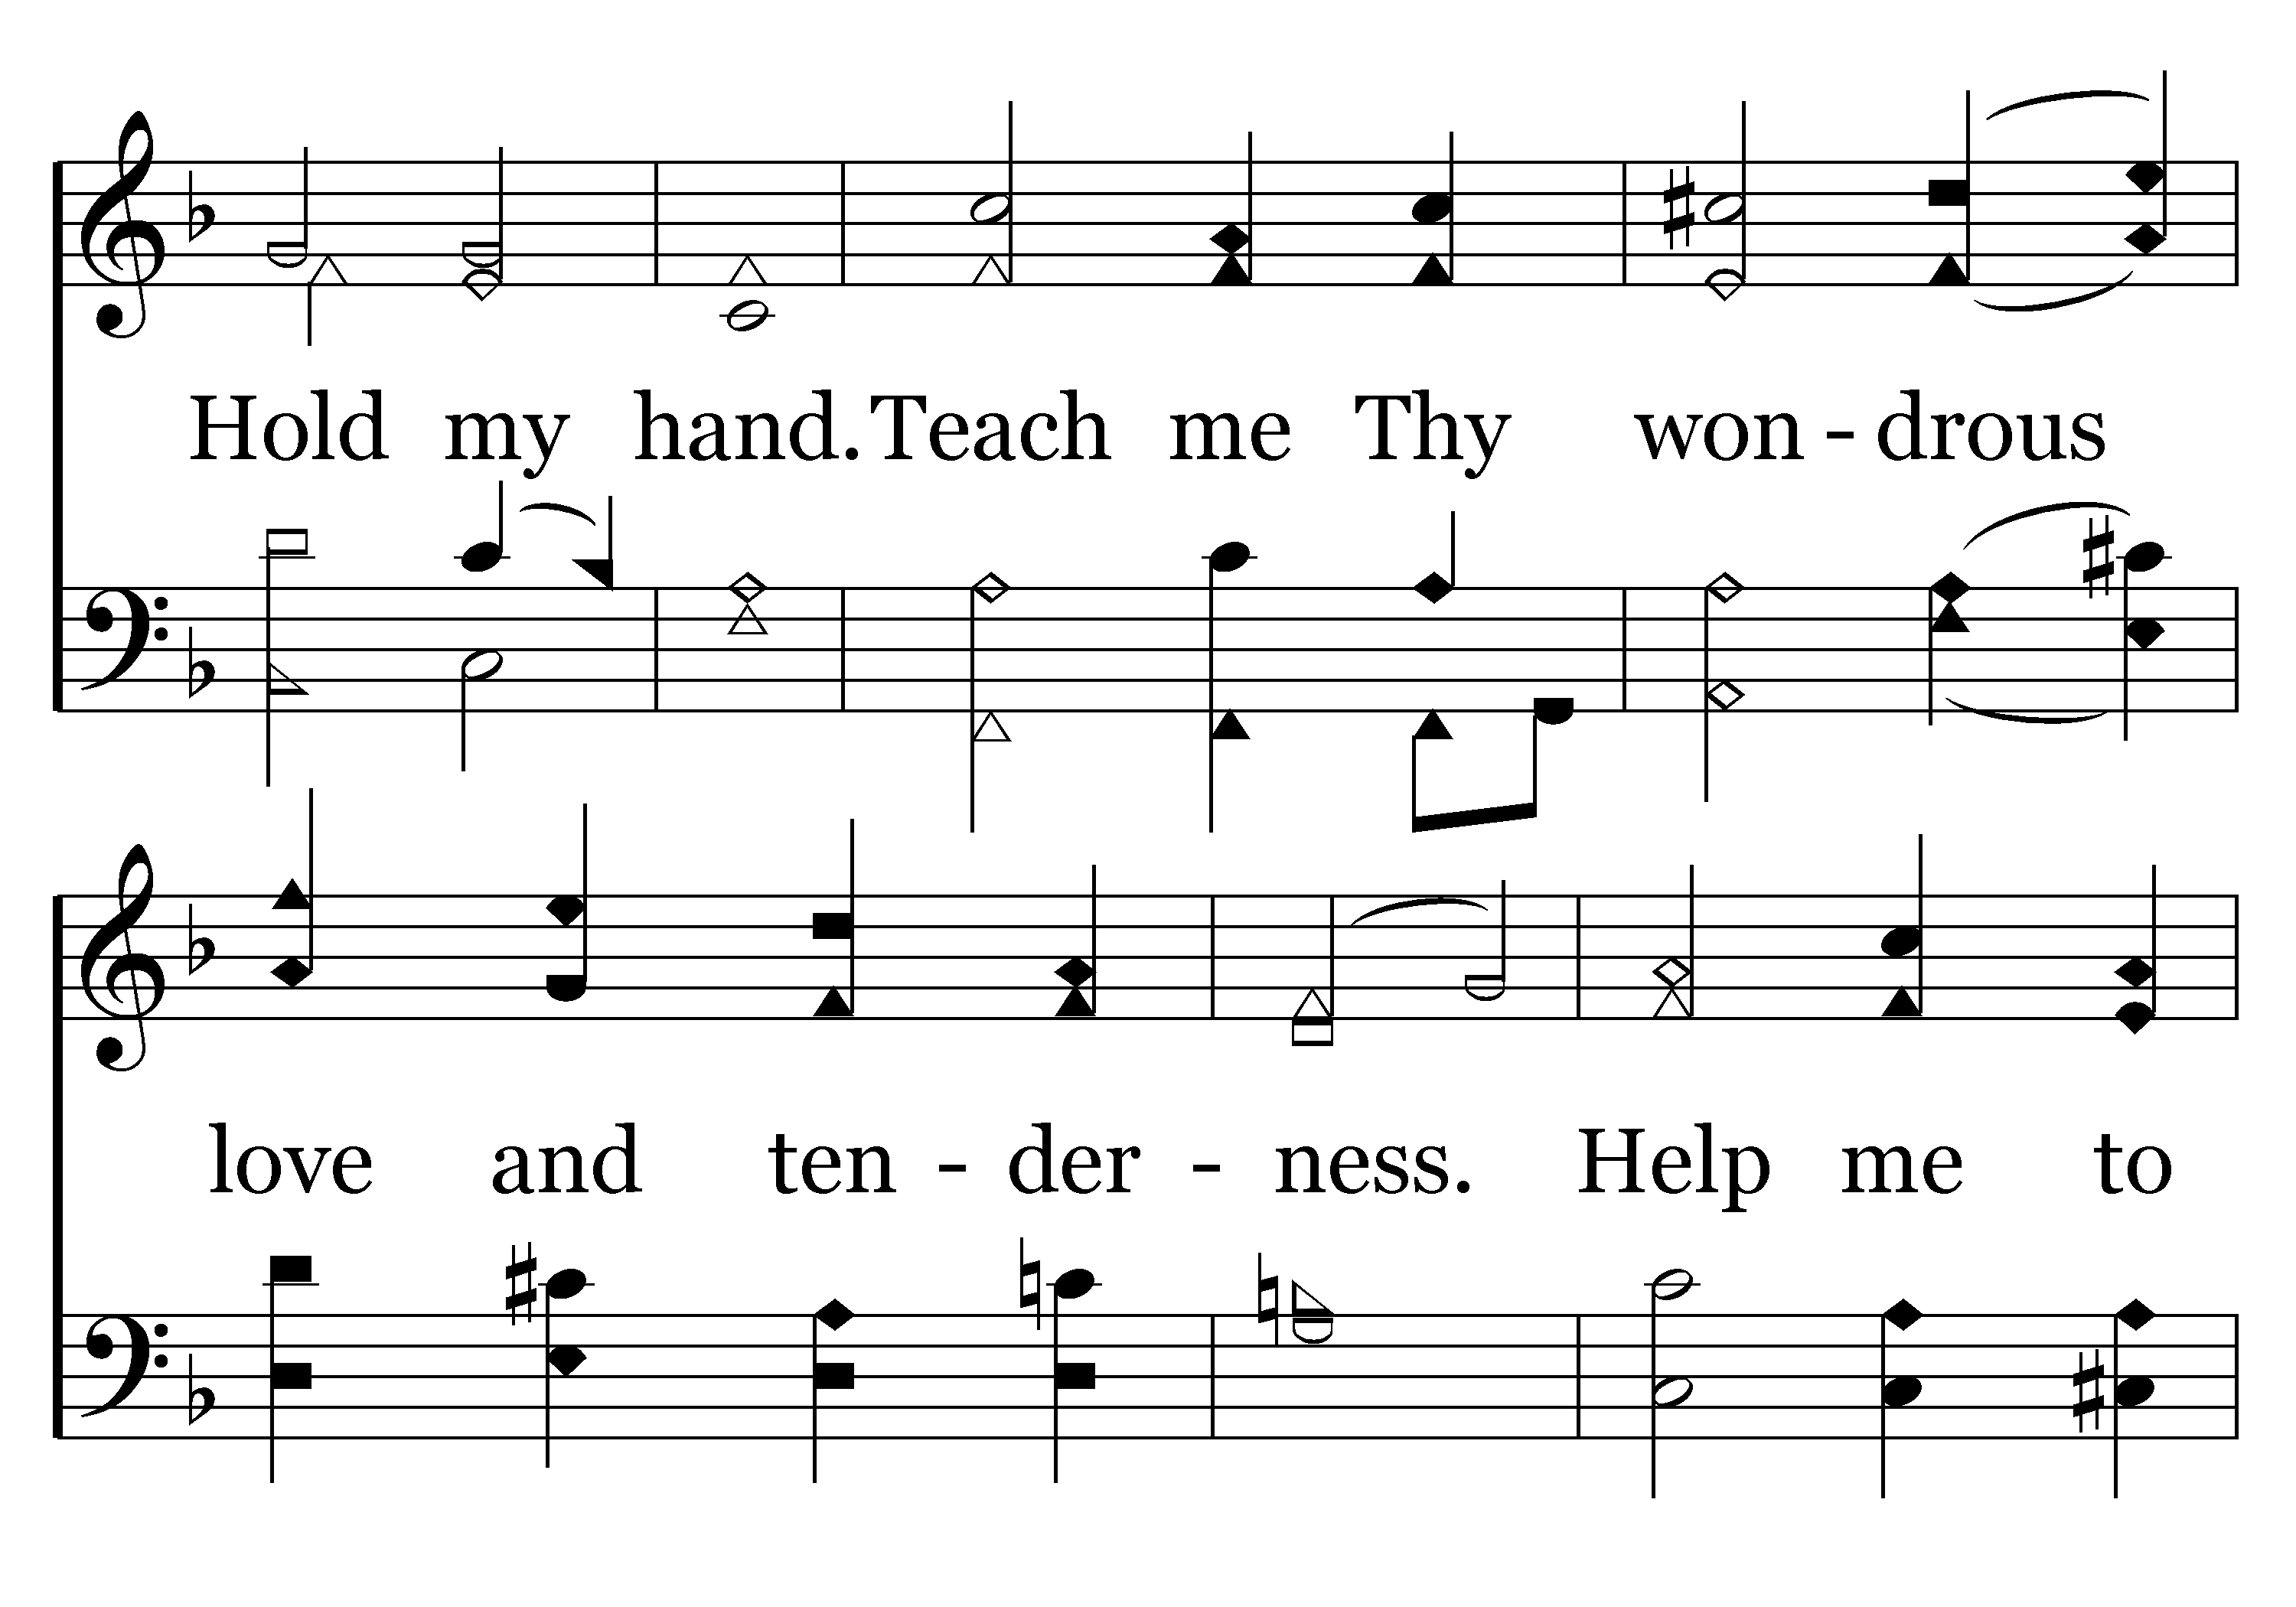 Hold my hand. Teach me Thy won - drous
love and ten - der - ness. Help me to